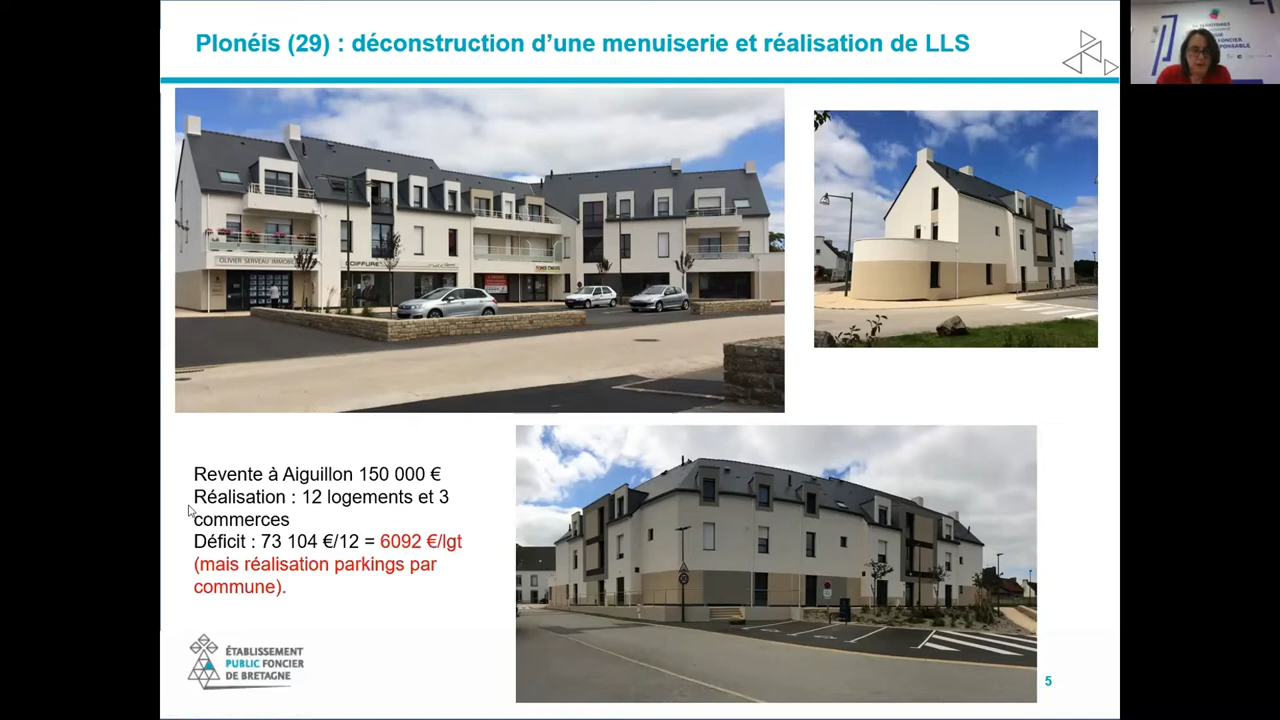 Plonéis (29) : déconstruction d'une menuiserie et réalisation de LLS
OLIVIER SERVEAU IMMOBI
COIFFURE
Revente à Aiguillon 150 000 €
Réalisation : 12 logements et 3
commerces
Déficit : 73 104 €/12 = 6092 €/lgt
(mais réalisation parkings par
commune).
ÉTABLISSEMENT
PUBLIC FONCIER
DE BRETAGNE
5